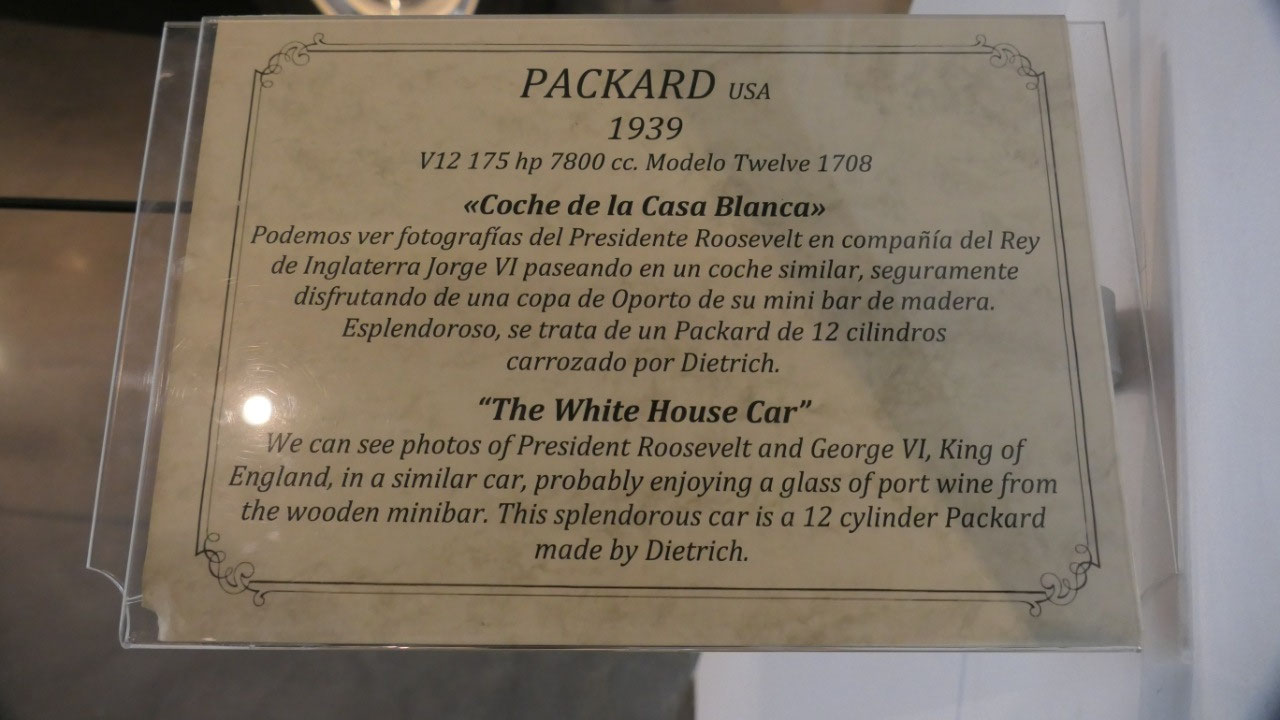 PACKARD USA
1939
V12 175 hp 7800 cc. Modelo Twelve 1708
«Coche de la Casa Blanca»
Podemos ver fotografías del Presidente Roosevelt en compañía del Rey
de Inglaterra Jorge VI paseando en un coche similar, seguramente
disfrutando de una copa de Oporto de su mini bar de madera.
Esplendoroso, se trata de un Packard de 12 cilindros
carrozado por Dietrich.
“The White House Car”
We can see photos of President Roosevelt and George VI, King of
England, in a similar car, probably enjoying a glass of port wine from
the wooden minibar. This splendorous car is a 12 cylinder Packard
made by Dietrich.